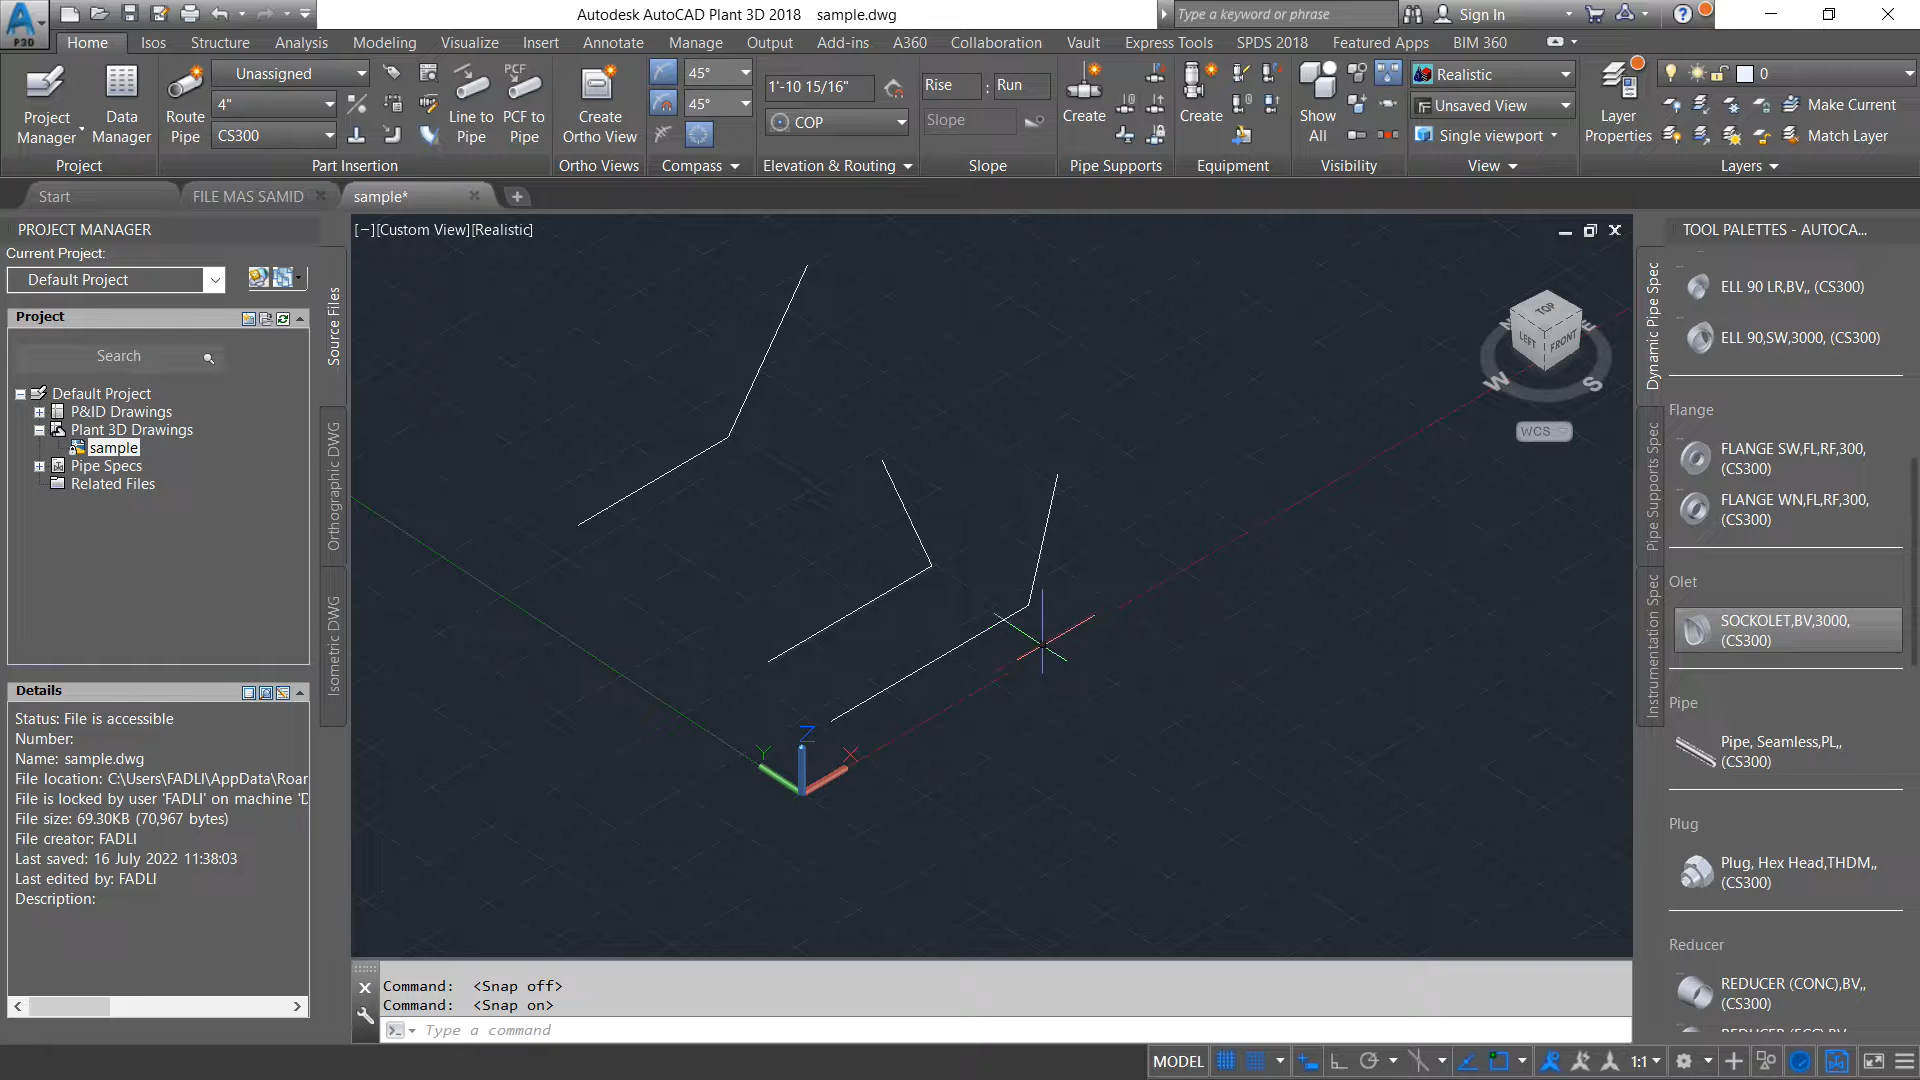 P3D
Autodesk AutoCAD Plant 3D 2018 sample.dwg
Type a keyword or phrase
Sign In
Home Isos Structure Analysis Modeling Visualize Insert Annotate Manage Output Add-ins A360 Collaboration Vault Express Tools SPDS 2018 Featured Apps BIM 360
Project Manager
Data Manager
Project
Route Pipe
Unassigned
4"
CS300
Line to Pipe
PCF
PCF to Pipe
Part Insertion
Create Ortho View
Ortho Views
45°
45°
Compass
1'-10 15/16"
COP
Elevation & Routing
Rise : Run
Slope
Slope
Create
Pipe Supports
Create
Equipment
Show All
Visibility
Realistic
Unsaved View
Single viewport
View
Layer Properties
0
Make Current
Match Layer
Layers
Start
FILE MAS SAMID
sample*
PROJECT MANAGER
Current Project:
Default Project
Project
Search
Default Project
P&ID Drawings
Plant 3D Drawings
sample
Pipe Specs
Related Files
Source Files
Orthographic DWG
Isometric DWG
Details
Status: File is accessible
Number:
Name: sample.dwg
File location: C:\Users\FADLI\AppData\Roar
File is locked by user 'FADLI' on machine 'D
File size: 69.30KB (70,967 bytes)
File creator: FADLI
Last saved: 16 July 2022 11:38:03
Last edited by: FADLI
Description:
[−][Custom View][Realistic]
TOP
LEFT
FRONT
N
E
W
S
WCS
Z
Y
X
Command: <Snap off>
Command: <Snap on>
Type a command
TOOL PALETTES - AUTOCA...
Dynamic Pipe Spec
Pipe Supports Spec
Instrumentation Spec
ELL 90 LR,BV,, (CS300)
ELL 90,SW,3000, (CS300)
Flange
FLANGE SW,FL,RF,300,
(CS300)
FLANGE WN,FL,RF,300,
(CS300)
Olet
SOCKOLET,BV,3000,
(CS300)
Pipe
Pipe, Seamless,PL,,
(CS300)
Plug
Plug, Hex Head,THDM,,
(CS300)
Reducer
REDUCER (CONC),BV,,
(CS300)
MODEL
1:1